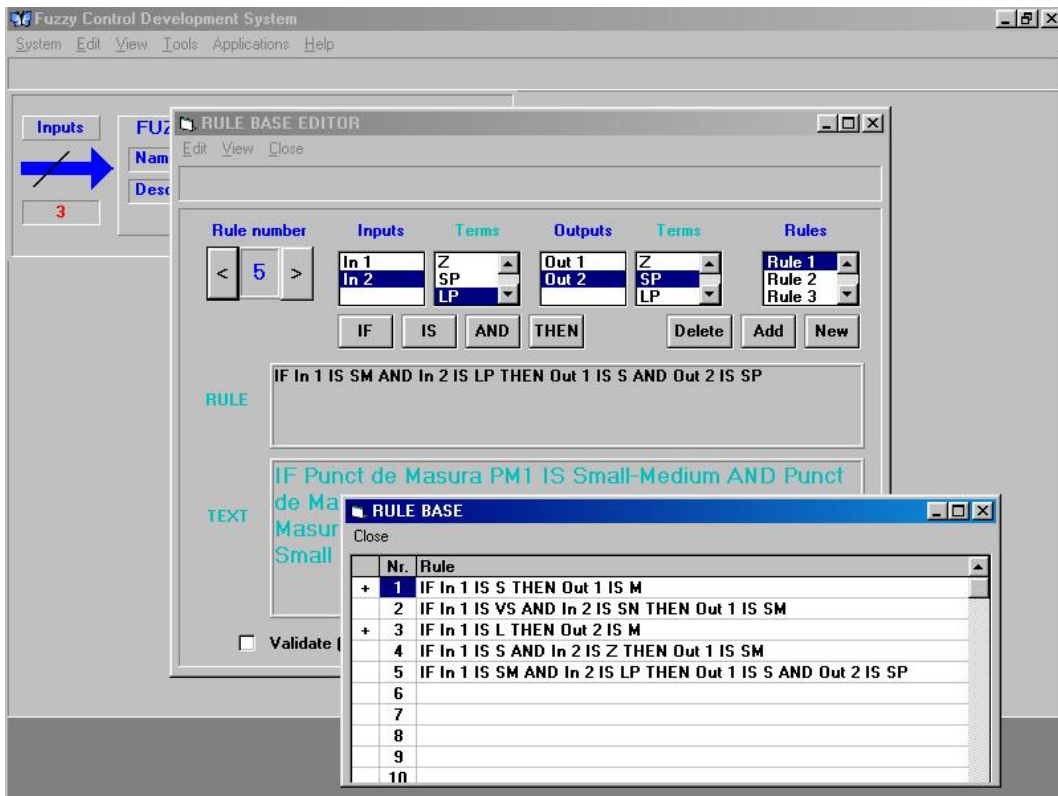 Fuzzy Control Development System
System Edit View Tools Applications Help
Inputs
3
RULE BASE EDITOR
Edit View Close
Rule number Inputs Terms Outputs Terms Rules
< 5 >
In 1 Z Out 1 Z Rule 1
In 2 SP Out 2 SP Rule 2
LP LP Rule 3
IF IS AND THEN Delete Add New
RULE
IF In 1 IS SM AND In 2 IS LP THEN Out 1 IS S AND Out 2 IS SP
TEXT
IF Punct de Masura PM1 IS Small-Medium AND Punct
de
Small
Validate
RULE BASE
Close
Nr. Rule
+ 1 IF In 1 IS S THEN Out 1 IS M
2 IF In 1 IS VS AND In 2 IS SN THEN Out 1 IS SM
+ 3 IF In 1 IS L THEN Out 2 IS M
4 IF In 1 IS S AND In 2 IS Z THEN Out 1 IS SM
5 IF In 1 IS SM AND In 2 IS LP THEN Out 1 IS S AND Out 2 IS SP
6
7
8
9
10